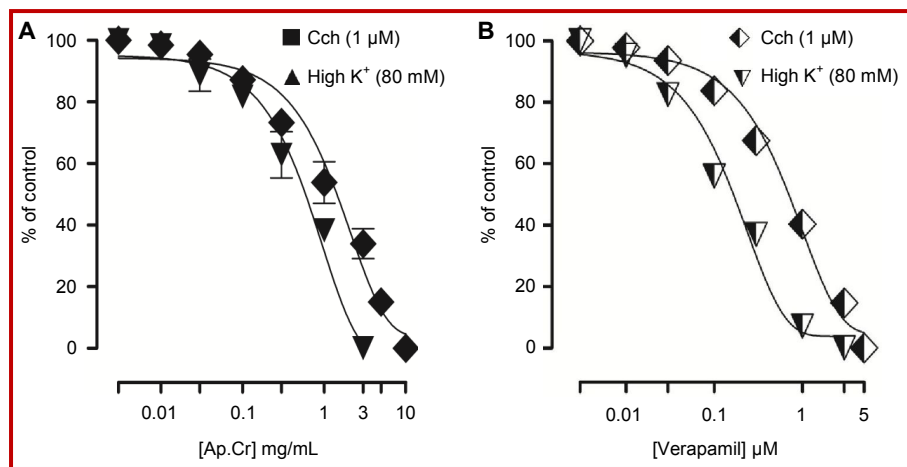 A
Cch (1 µM)
High K⁺ (80 mM)
% of control
100
80
60
40
20
0
0.01
0.1
1
3
10
[Ap.Cr] mg/mL
B
Cch (1 µM)
High K⁺ (80 mM)
% of control
100
80
60
40
20
0
0.01
0.1
1
5
[Verapamil] µM